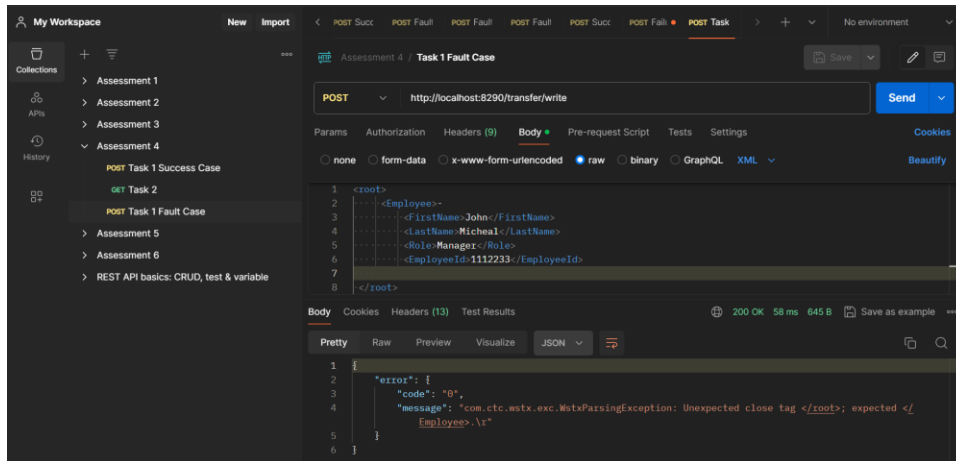 My Workspace New Import
POST Succ POST Fault POST Fault POST Fault POST Succ POST Faile POST Task No environment
Collections
APIs
History
Assessment 1
Assessment 2
Assessment 3
Assessment 4
POST Task 1 Success Case
GET Task 2
POST Task 1 Fault Case
Assessment 5
Assessment 6
REST API basics: CRUD, test & variable
HTTP Assessment 4 / Task 1 Fault Case Save
POST http://localhost:8290/transfer/write Send
Params Authorization Headers (9) Body Pre-request Script Tests Settings Cookies
none form-data x-www-form-urlencoded raw binary GraphQL XML Beautify
1 <root>
2 <Employee>-
3 <FirstName>John</FirstName>
4 <LastName>Micheal</LastName>
5 <Role>Manager</Role>
6 <EmployeeId>1112233</EmployeeId>
7
8 </root>
Body Cookies Headers (13) Test Results 200 OK 58 ms 645 B Save as example
Pretty Raw Preview Visualize JSON
1 {
2 "error": {
3 "code": "0",
4 "message": "com.ctc.wstx.exc.WstxParsingException: Unexpected close tag </root>; expected </
Employee>.\r"
5 }
6 }